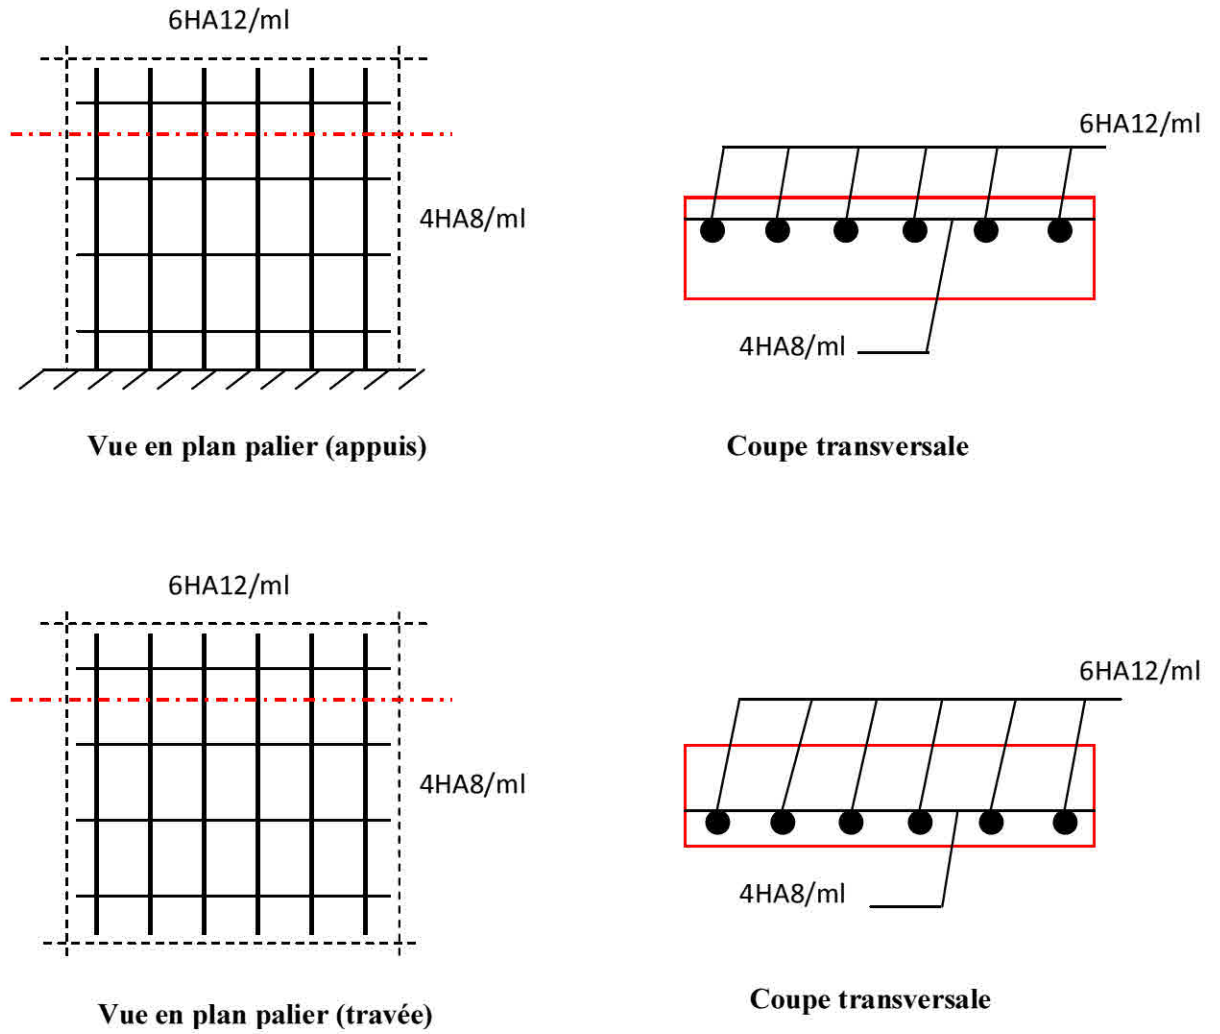 6HA12/ml
6HA12/ml
4HA8/ml
4HA8/ml
Vue en plan palier (appuis)
Coupe transversale
6HA12/ml
6HA12/ml
4HA8/ml
4HA8/ml
Vue en plan palier (travée)
Coupe transversale